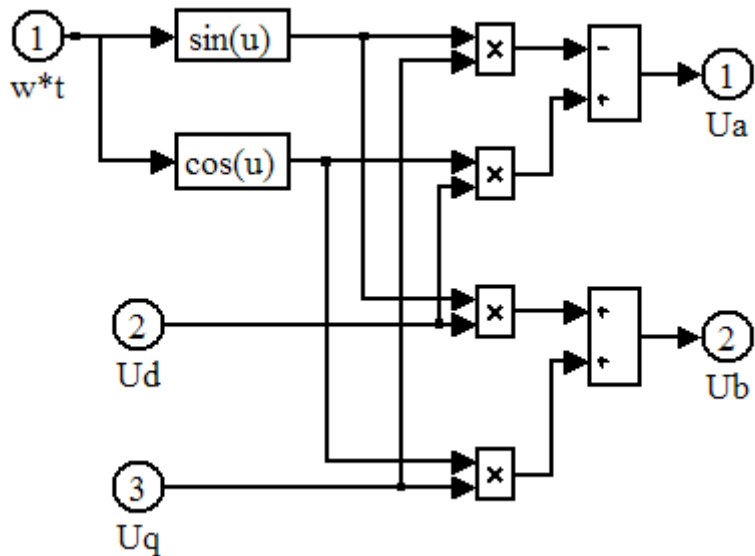 1
w*t
sin(u)
×
-
+
1
Ua
cos(u)
×
2
Ud
×
+
+
2
Ub
3
Uq
×